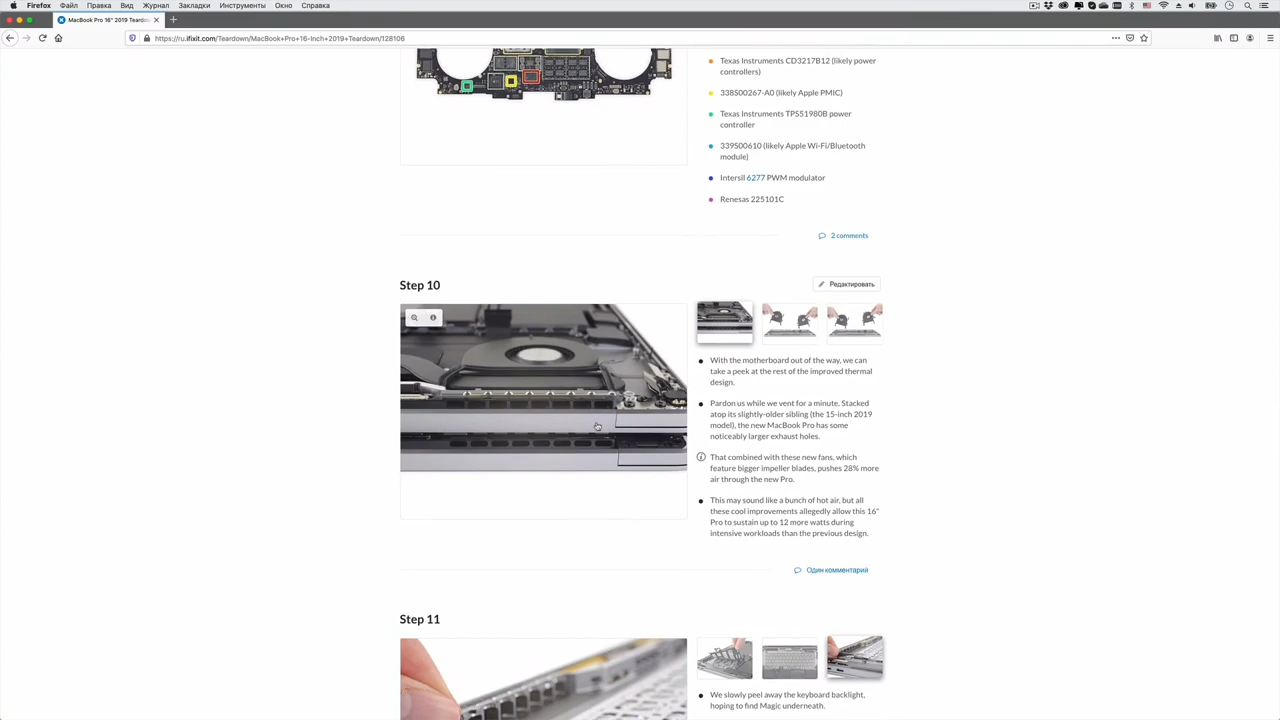 Firefox Файл Правка Вид Журнал Закладки Инструменты Окно Справка
MacBook Pro 16" 2019 Teardow
https://ru.ifixit.com/Teardown/MacBook+Pro+16-Inch+2019+Teardown/128106
Texas Instruments CD3217B12 (likely power
controllers)
338S00267-A0 (likely Apple PMIC)
Texas Instruments TPS51980B power
controller
339S00610 (likely Apple Wi-Fi/Bluetooth
module)
Intersil 6277 PWM modulator
Renesas 225101C
2 comments
Step 10
Редактировать
With the motherboard out of the way, we can
take a peek at the rest of the improved thermal
design.
Pardon us while we vent for a minute. Stacked
atop its slightly-older sibling (the 15-inch 2019
model), the new MacBook Pro has some
noticeably larger exhaust holes.
That combined with these new fans, which
feature bigger impeller blades, pushes 28% more
air through the new Pro.
This may sound like a bunch of hot air, but all
these cool improvements allegedly allow this 16"
Pro to sustain up to 12 more watts during
intensive workloads than the previous design.
Один комментарий
Step 11
We slowly peel away the keyboard backlight,
hoping to find Magic underneath.